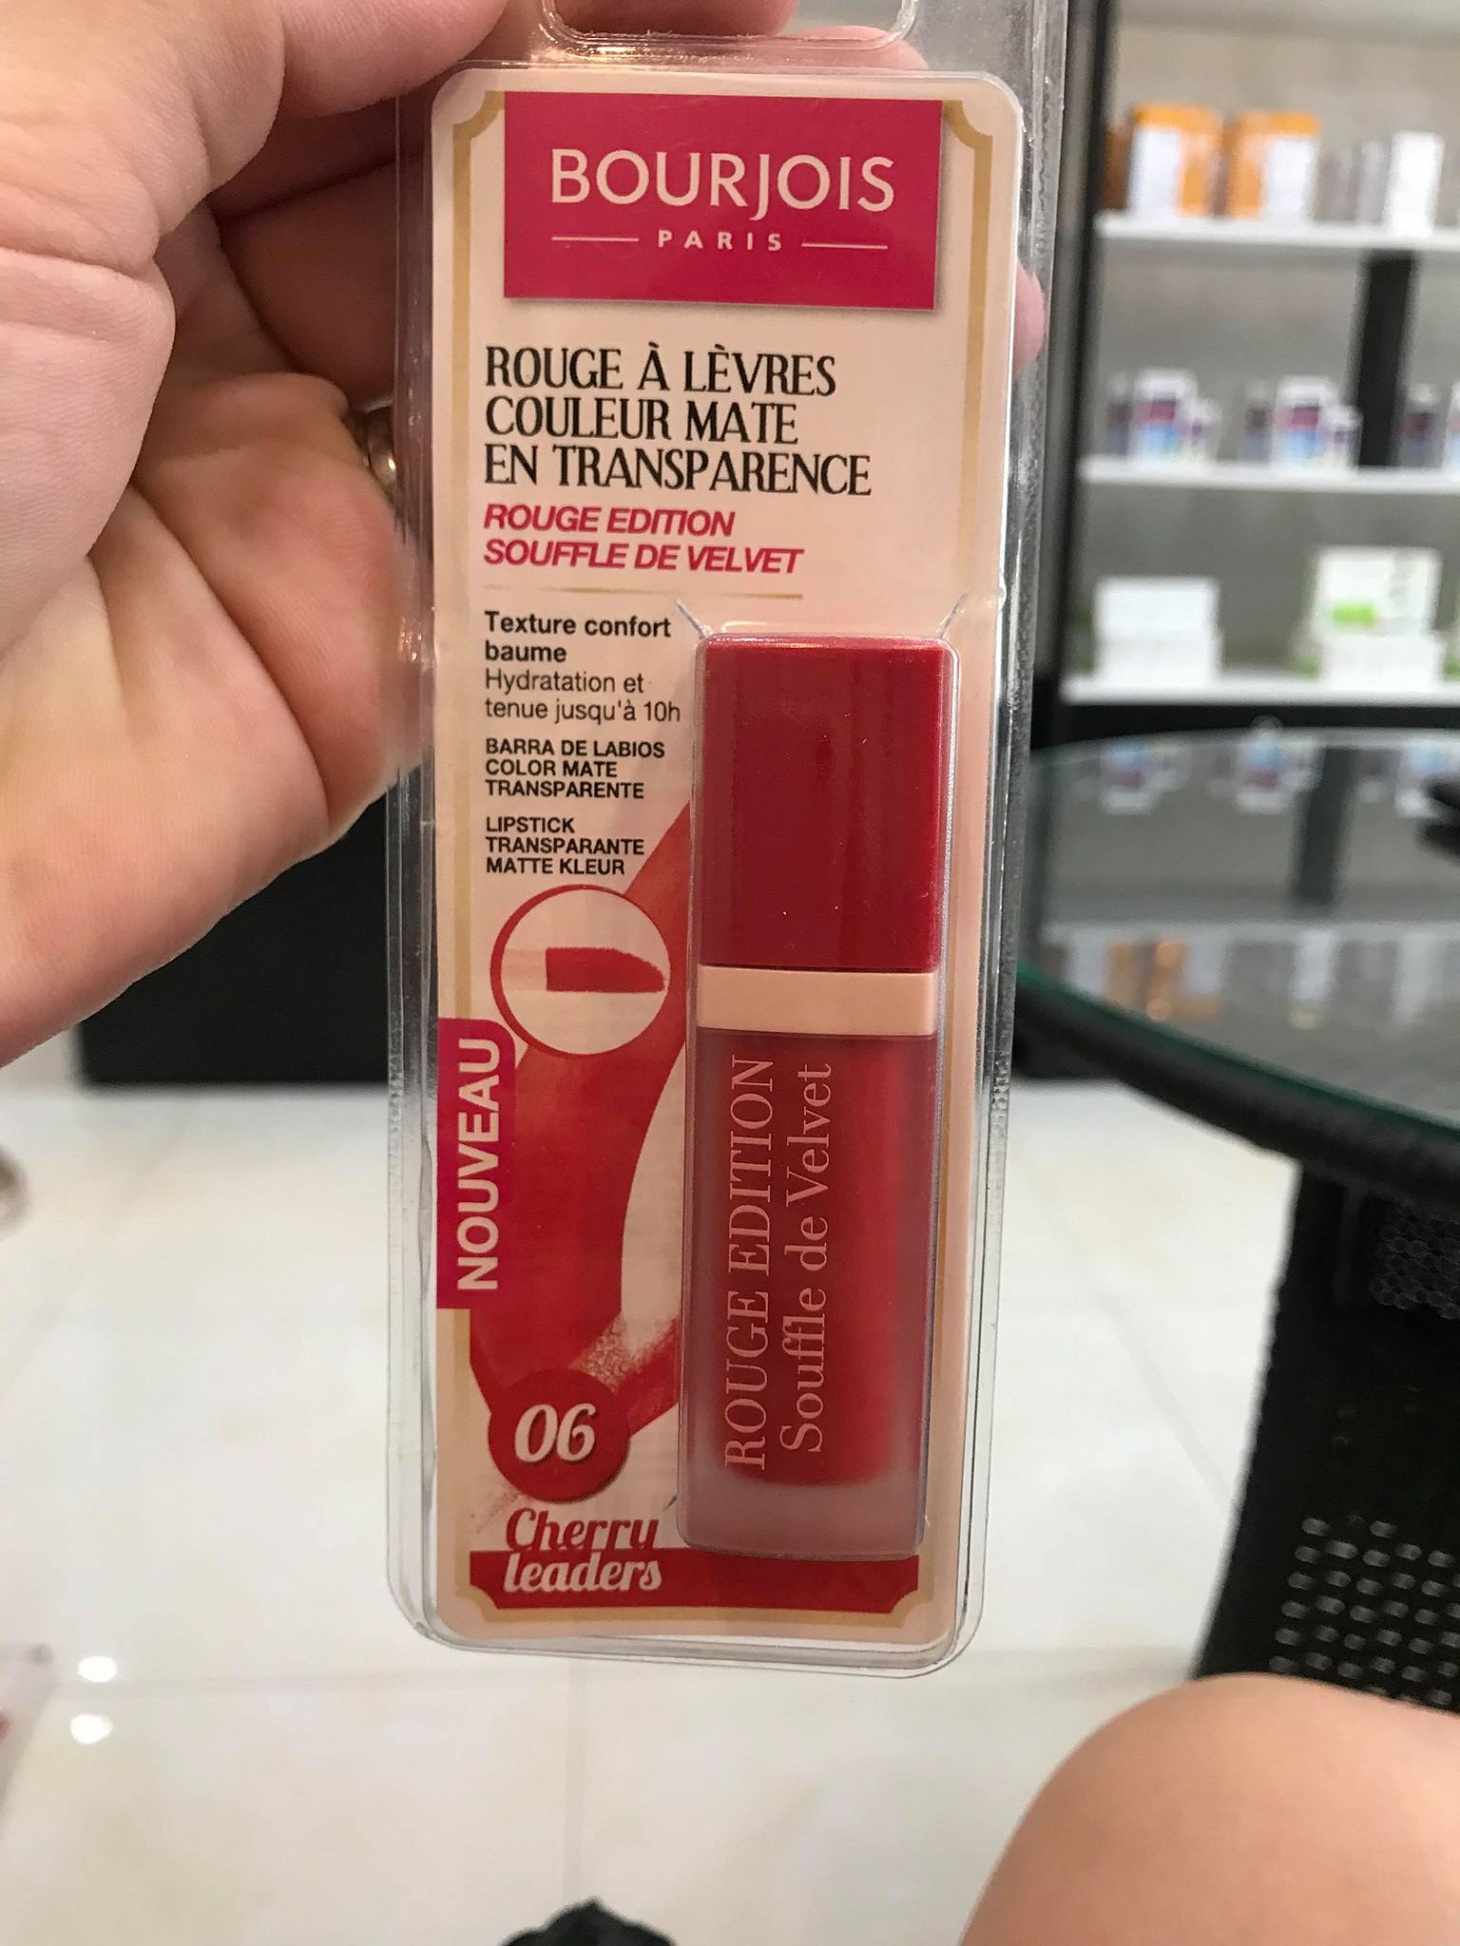 BOURJOIS
PARIS
ROUGE À LÈVRES
COULEUR MATE
EN TRANSPARENCE
ROUGE EDITION
SOUFFLE DE VELVET
Texture confort
baume
Hydratation et
tenue jusqu'à 10h
BARRA DE LABIOS
COLOR MATE
TRANSPARENTE
LIPSTICK
TRANSPARANTE
MATTE KLEUR
NOUVEAU
ROUGE EDITION
Souffle de Velvet
06
Cherry
leaders